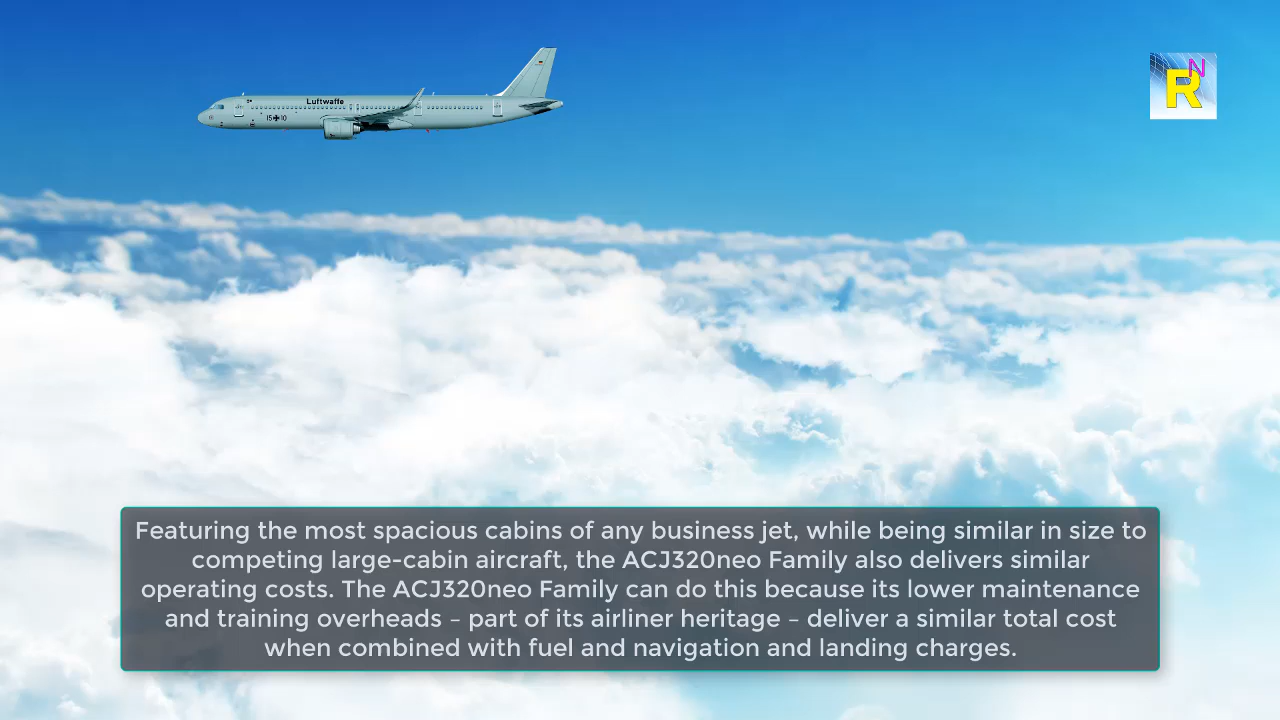 Luftwaffe
15+10
RN
Featuring the most spacious cabins of any business jet, while being similar in size to
competing large-cabin aircraft, the ACJ320neo Family also delivers similar
operating costs. The ACJ320neo Family can do this because its lower maintenance
and training overheads – part of its airliner heritage – deliver a similar total cost
when combined with fuel and navigation and landing charges.